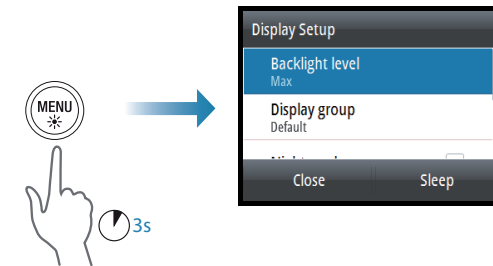 MENU
3s
Display Setup
Backlight level
Max
Display group
Default
Close
Sleep